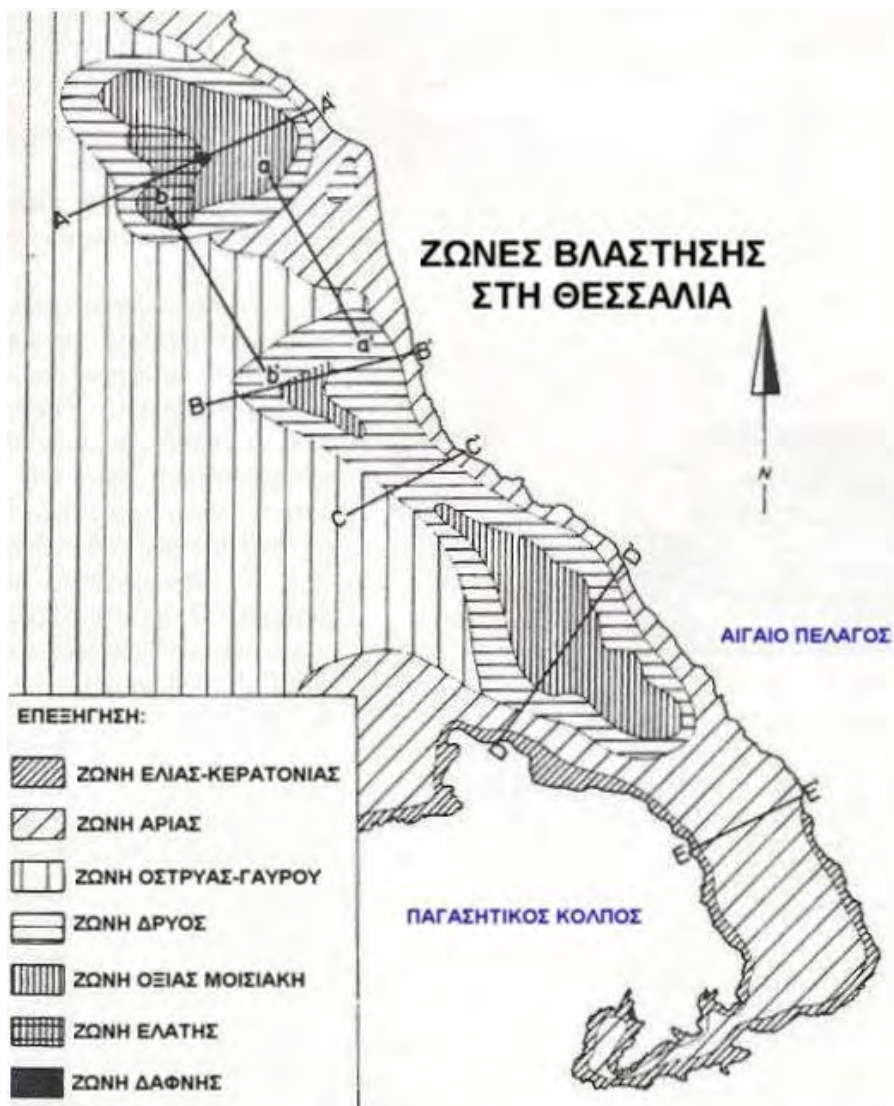 A'
a
b
A
ΖΩΝΕΣ ΒΛΑΣΤΗΣΗΣ
ΣΤΗ ΘΕΣΣΑΛΙΑ
a'
B'
b'
B
C'
C
N
D'
ΑΙΓΑΙΟ ΠΕΛΑΓΟΣ
D
E'
E
ΠΑΓΑΣΗΤΙΚΟΣ ΚΟΛΠΟΣ
ΕΠΕΞΗΓΗΣΗ:
ΖΩΝΗ ΕΛΙΑΣ-ΚΕΡΑΤΟΝΙΑΣ
ΖΩΝΗ ΑΡΙΑΣ
ΖΩΝΗ ΟΣΤΡΥΑΣ-ΓΑΥΡΟΥ
ΖΩΝΗ ΔΡΥΟΣ
ΖΩΝΗ ΟΞΙΑΣ ΜΟΙΣΙΑΚΗ
ΖΩΝΗ ΕΛΑΤΗΣ
ΖΩΝΗ ΔΑΦΝΗΣ